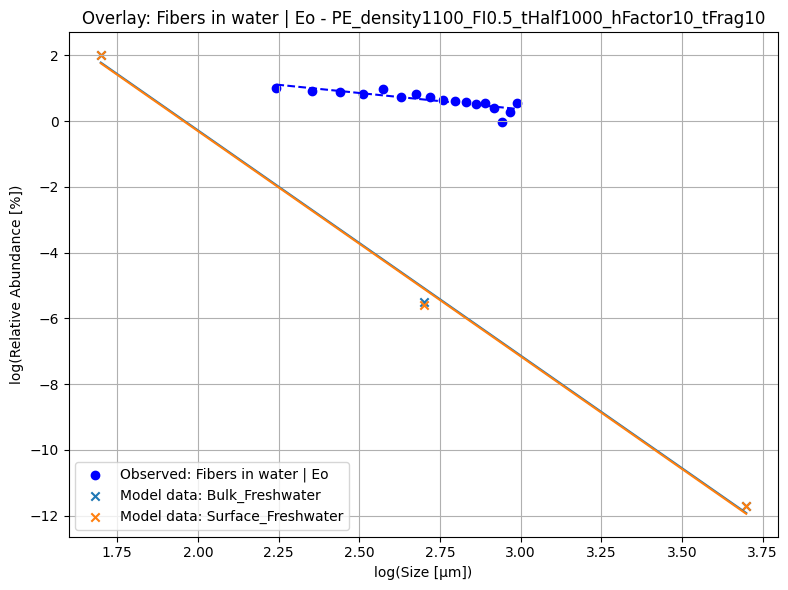 Overlay: Fibers in water | Eo - PE_density1100_FI0.5_tHalf1000_hFactor10_tFrag10
log(Relative Abundance [%])
2
0
−2
−4
−6
−8
−10
−12
Observed: Fibers in water | Eo
Model data: Bulk_Freshwater
Model data: Surface_Freshwater
1.75 2.00 2.25 2.50 2.75 3.00 3.25 3.50 3.75
log(Size [µm])